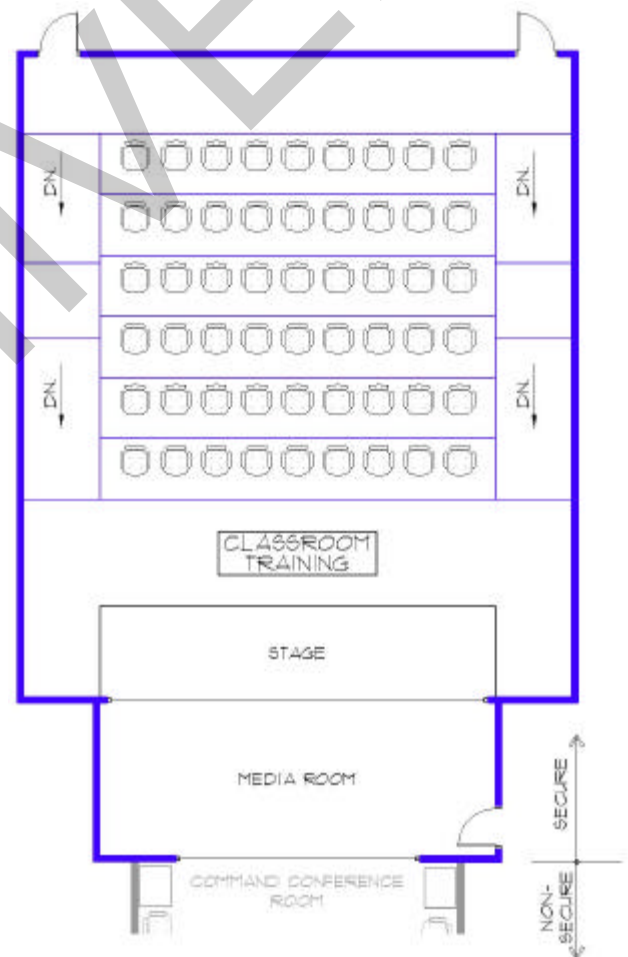 DN.
DN.
DN.
DN.
CLASSROOM
TRAINING
STAGE
MEDIA ROOM
SECURE
COMMAND CONFERENCE
ROOM
NON-
SECURE